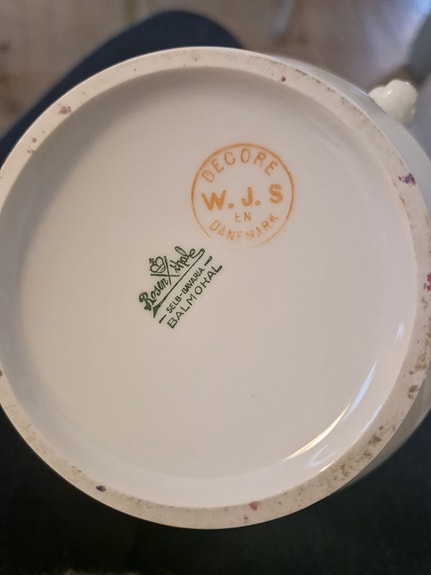 DECORE
W. J. S
EN
DANEMARK
Rosenthal
SELB-BAVARIA
BALMORAL